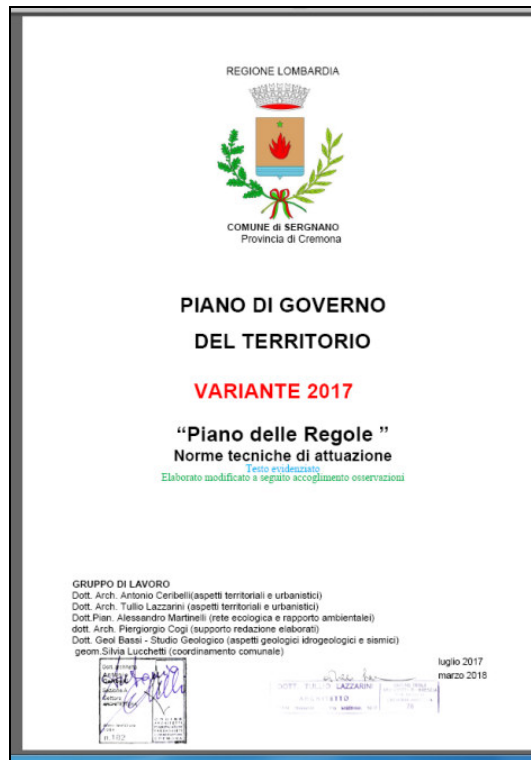 REGIONE LOMBARDIA
COMUNE di SERGNANO
Provincia di Cremona
PIANO DI GOVERNO
DEL TERRITORIO
VARIANTE 2017
“Piano delle Regole ”
Norme tecniche di attuazione
Testo evidenziato
Elaborato modificato a seguito accoglimento osservazioni
GRUPPO DI LAVORO
Dott. Arch. Antonio Ceribelli(aspetti territoriali e urbanistici)
Dott. Arch. Tullio Lazzarini (aspetti territoriali e urbanistici)
Dott.Pian. Alessandro Martinelli (rete ecologica e rapporto ambientalei)
dott. Arch. Piergiorgio Cogi (supporto redazione elaborati)
Dott. Geol Bassi - Studio Geologico (aspetti geologici idrogeologici e sismici)
geom.Silvia Lucchetti (coordinamento comunale)
luglio 2017
marzo 2018
DOTT. TULLIO LAZZARINI
ARCHITETTO
n.102